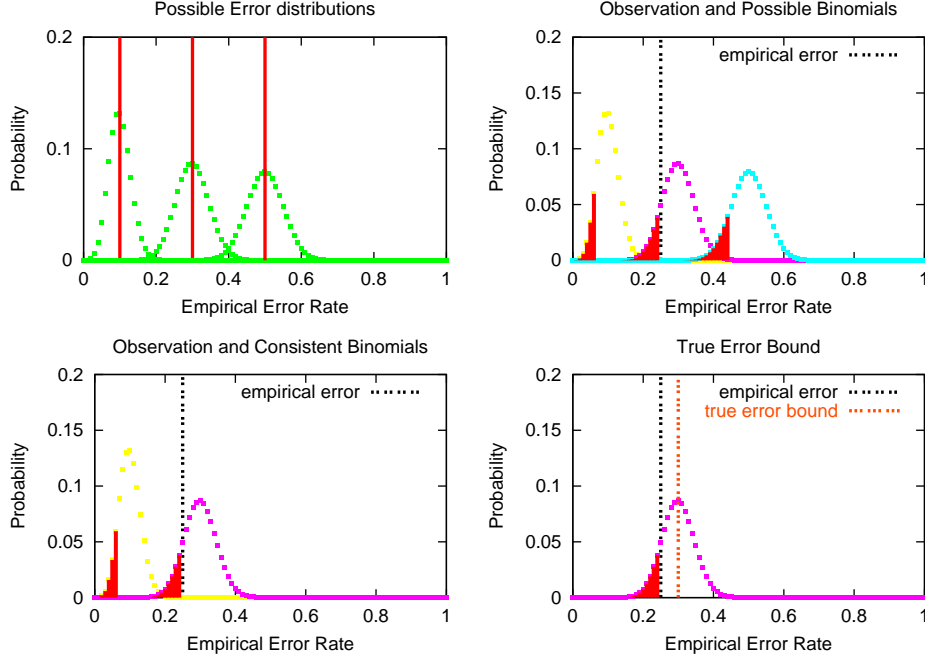 Possible Error distributions
0.2
0.1
0
Probability
0 0.2 0.4 0.6 0.8 1
Empirical Error Rate
Observation and Possible Binomials
empirical error
0.2
0.15
0.1
0.05
0
Probability
0 0.2 0.4 0.6 0.8 1
Empirical Error Rate
Observation and Consistent Binomials
empirical error
0.2
0.15
0.1
0.05
0
Probability
0 0.2 0.4 0.6 0.8 1
Empirical Error Rate
True Error Bound
empirical error
true error bound
0.2
0.15
0.1
0.05
0
Probability
0 0.2 0.4 0.6 0.8 1
Empirical Error Rate